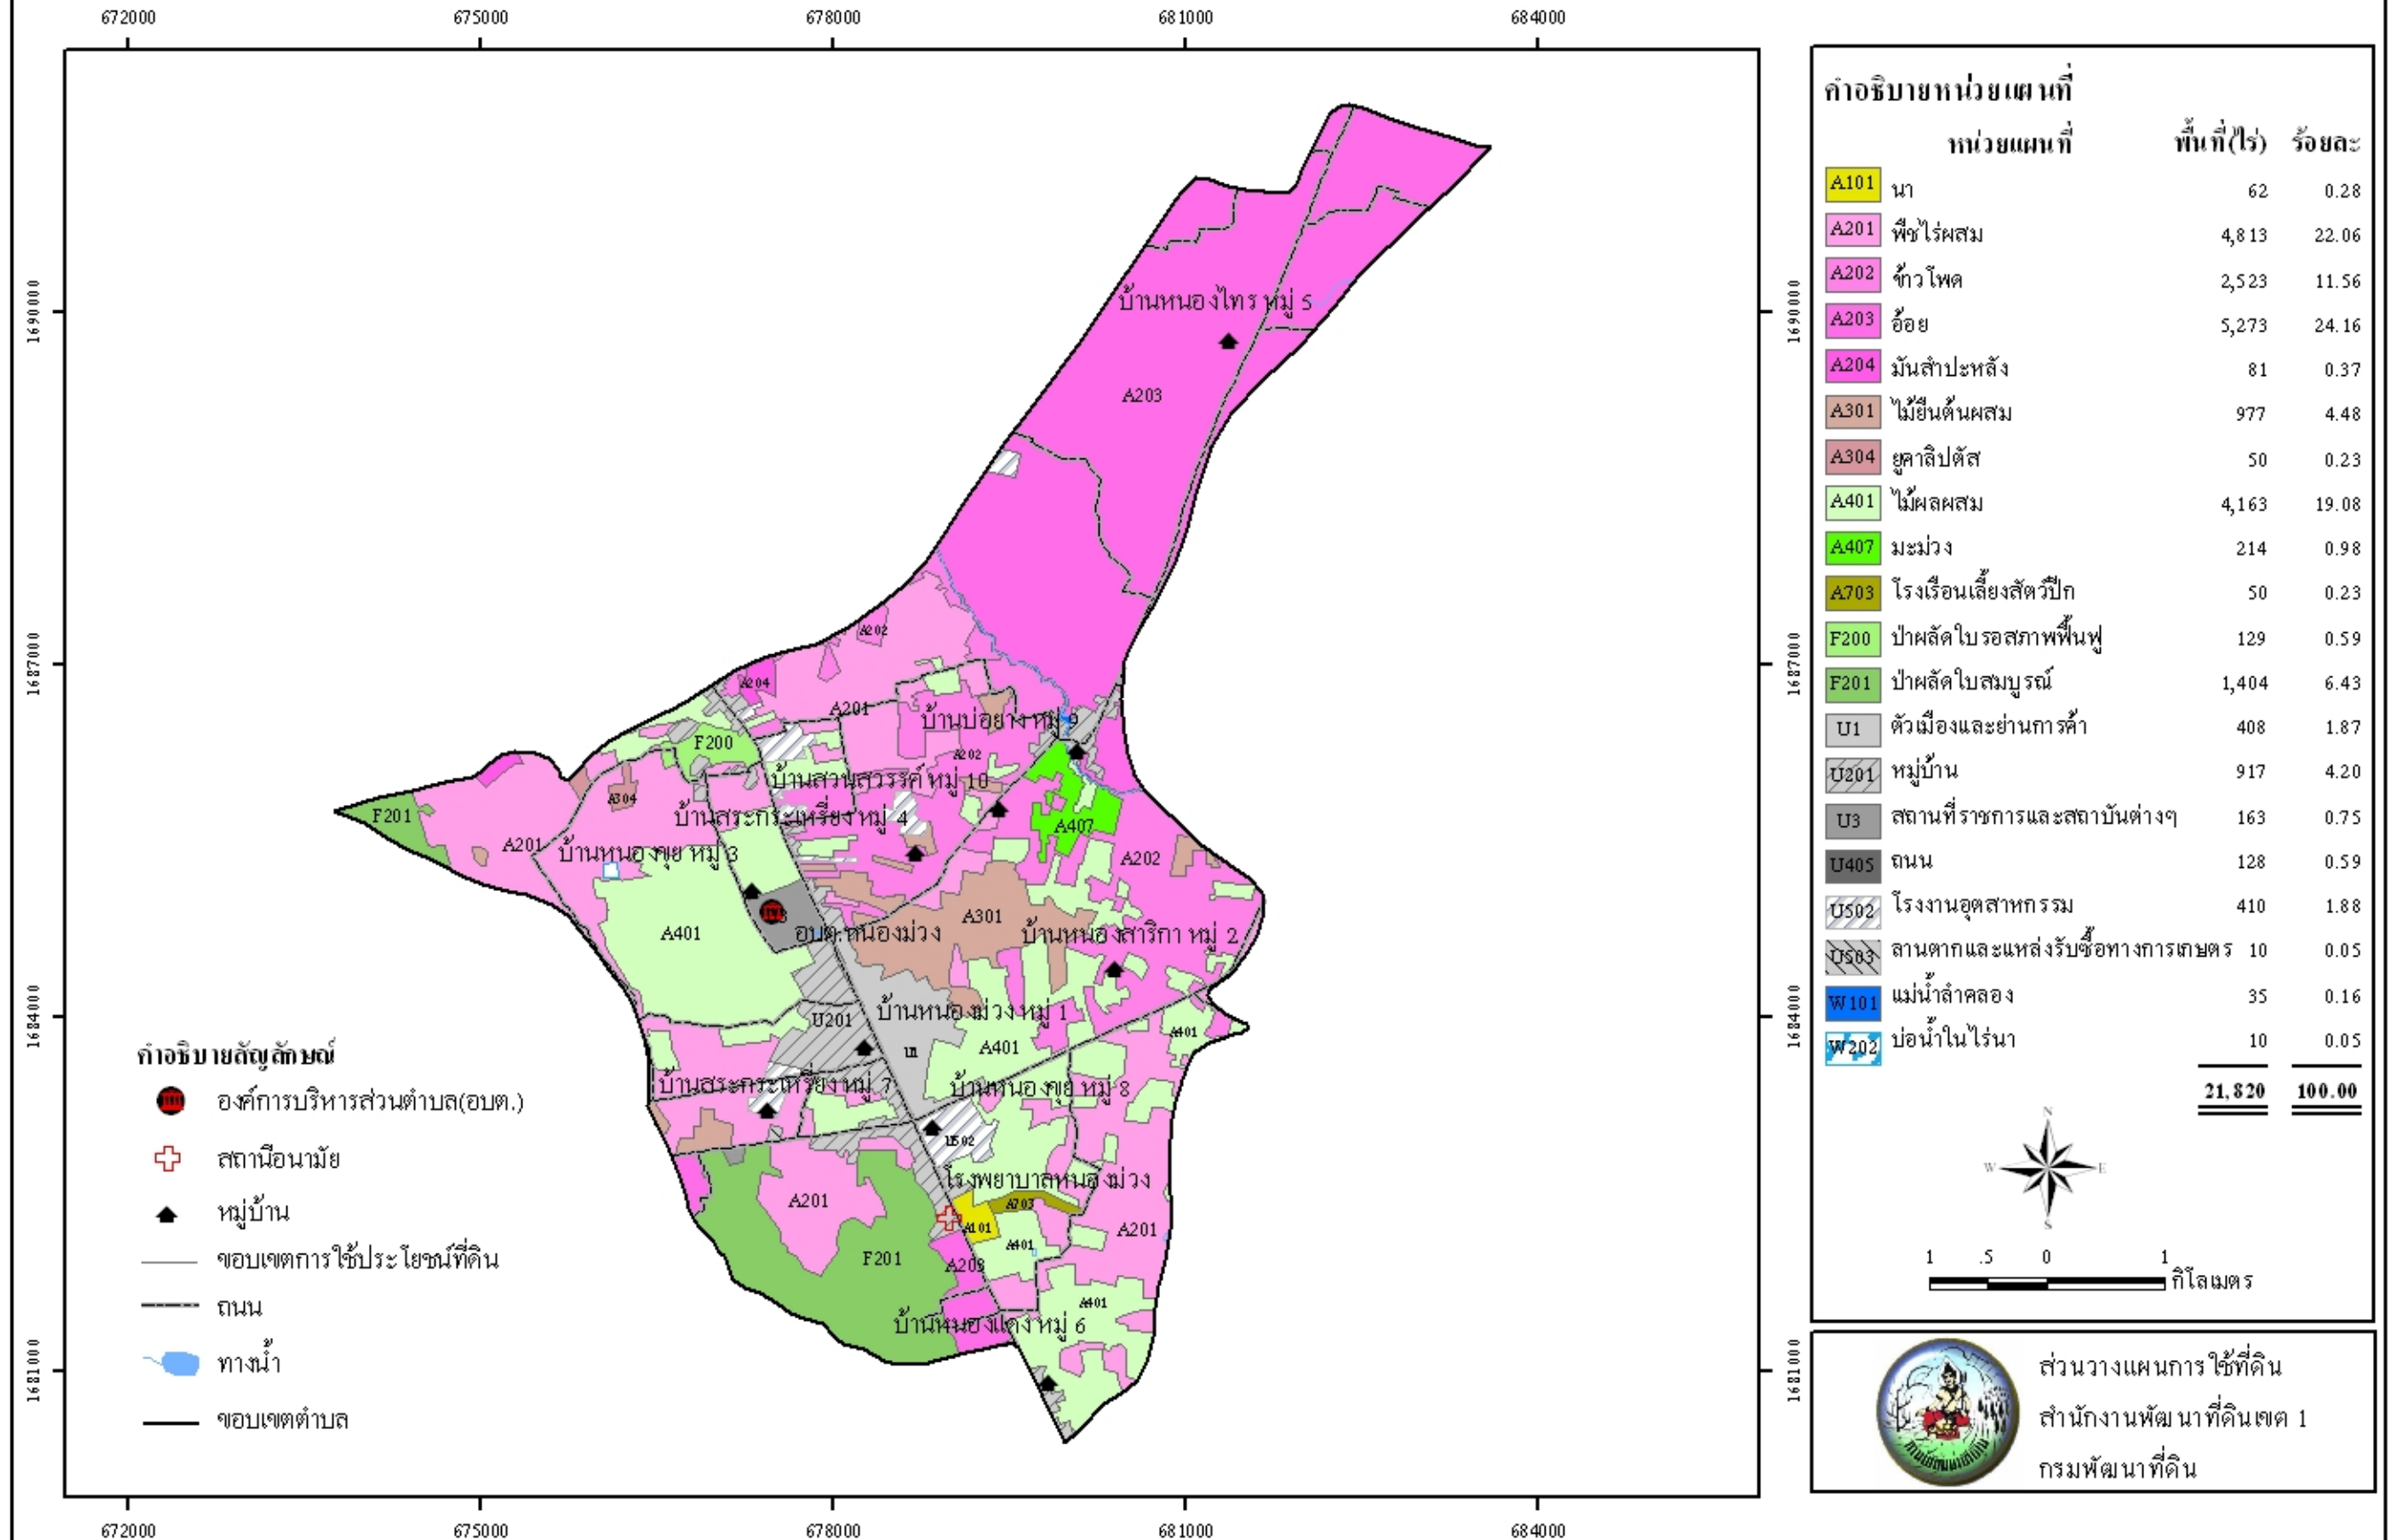 672000 675000 678000 681000 684000
1690000 1690000
1687000 1687000
1684000 1684000
1681000 1681000
บ้านหนองไทร หมู่ 5
A203
A202
A204
A201
บ้านบ่อยาง หมู่ 9
F200
A202
บ้านสวนสวรรค์ หมู่ 10
A304
บ้านสระกระเหรี่ยง หมู่ 4
F201
A407
A201
บ้านหนองขุย หมู่ 3
A202
A301
A401
อบต.หนองม่วง
บ้านหนองสาริกา หมู่ 2
บ้านหนองม่วง หมู่ 1
U201
A401
U1
A401
บ้านสระกระเหรี่ยง หมู่ 7
บ้านหนองขุย หมู่ 8
U502
โรงพยาบาลหนองม่วง
A201
A703
A101
A201
A401
F201
A203
A401
บ้านหนองแดง หมู่ 6
คำอธิบายสัญลักษณ์
องค์การบริหารส่วนตำบล(อบต.)
สถานีอนามัย
หมู่บ้าน
ขอบเขตการใช้ประโยชน์ที่ดิน
ถนน
ทางน้ำ
ขอบเขตตำบล
672000 675000 678000 681000 684000
คำอธิบายหน่วยแผนที่
หน่วยแผนที่ พื้นที่(ไร่) ร้อยละ
A101 นา 62 0.28
A201 พืชไร่ผสม 4,813 22.06
A202 ข้าวโพด 2,523 11.56
A203 อ้อย 5,273 24.16
A204 มันสำปะหลัง 81 0.37
A301 ไม้ยืนต้นผสม 977 4.48
A304 ยูคาลิปตัส 50 0.23
A401 ไม้ผลผสม 4,163 19.08
A407 มะม่วง 214 0.98
A703 โรงเรือนเลี้ยงสัตว์ปีก 50 0.23
F200 ป่าผลัดใบรอสภาพฟื้นฟู 129 0.59
F201 ป่าผลัดใบสมบูรณ์ 1,404 6.43
U1 ตัวเมืองและย่านการค้า 408 1.87
U201 หมู่บ้าน 917 4.20
U3 สถานที่ราชการและสถาบันต่างๆ 163 0.75
U405 ถนน 128 0.59
U502 โรงงานอุตสาหกรรม 410 1.88
U503 ลานตากและแหล่งรับซื้อทางการเกษตร 10 0.05
W101 แม่น้ำลำคลอง 35 0.16
W202 บ่อน้ำในไร่นา 10 0.05
21,820 100.00
N
W E
S
1 .5 0 1
กิโลเมตร
ส่วนวางแผนการใช้ที่ดิน
สำนักงานพัฒนาที่ดินเขต 1
กรมพัฒนาที่ดิน